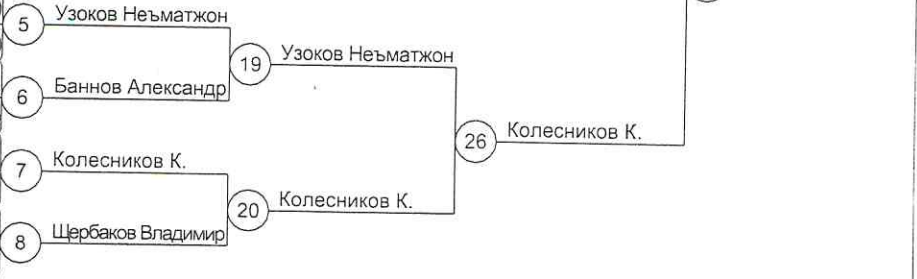 5 Узоков Неъматжон
19 Узоков Неъматжон
6 Баннов Александр
26 Колесников К.
7 Колесников К.
20 Колесников К.
8 Щербаков Владимир